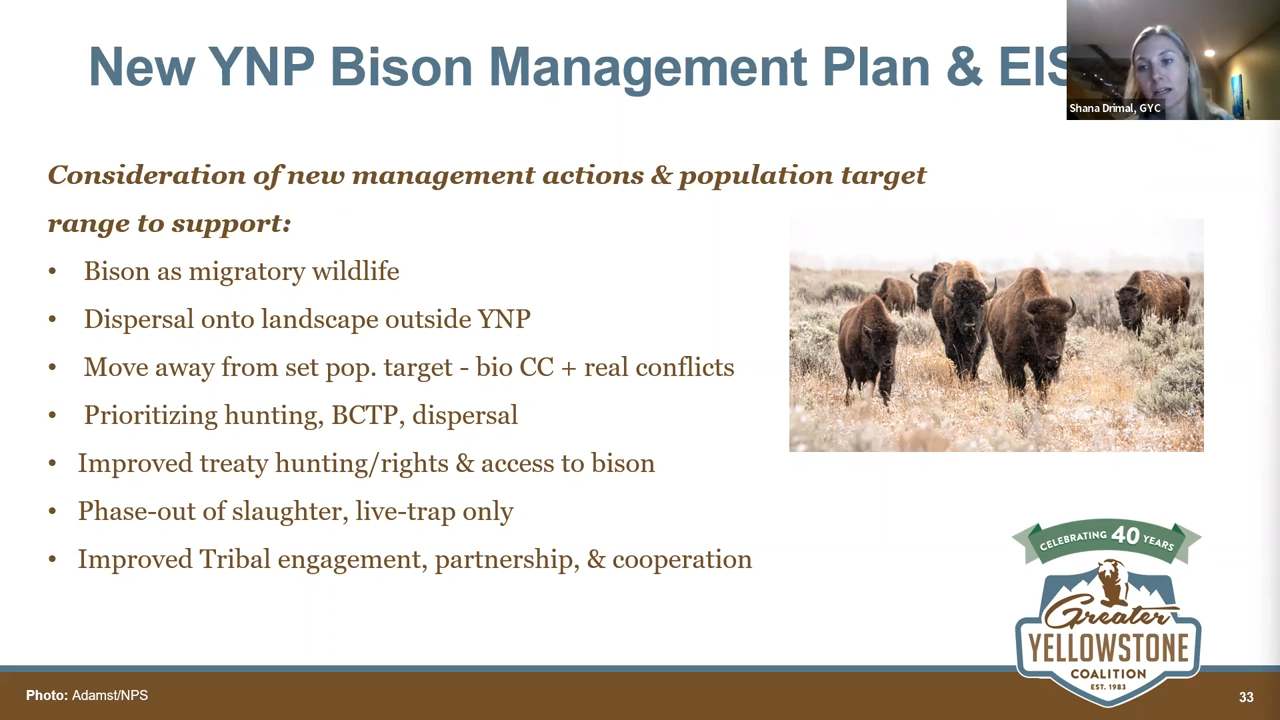 New YNP Bison Management Plan & EIS
Shana Drimal, GYC
Consideration of new management actions & population target
range to support:
• Bison as migratory wildlife
• Dispersal onto landscape outside YNP
• Move away from set pop. target - bio CC + real conflicts
• Prioritizing hunting, BCTP, dispersal
• Improved treaty hunting/rights & access to bison
• Phase-out of slaughter, live-trap only
• Improved Tribal engagement, partnership, & cooperation
CELEBRATING 40 YEARS
Greater
YELLOWSTONE
COALITION
EST. 1983
Photo: Adamst/NPS
33